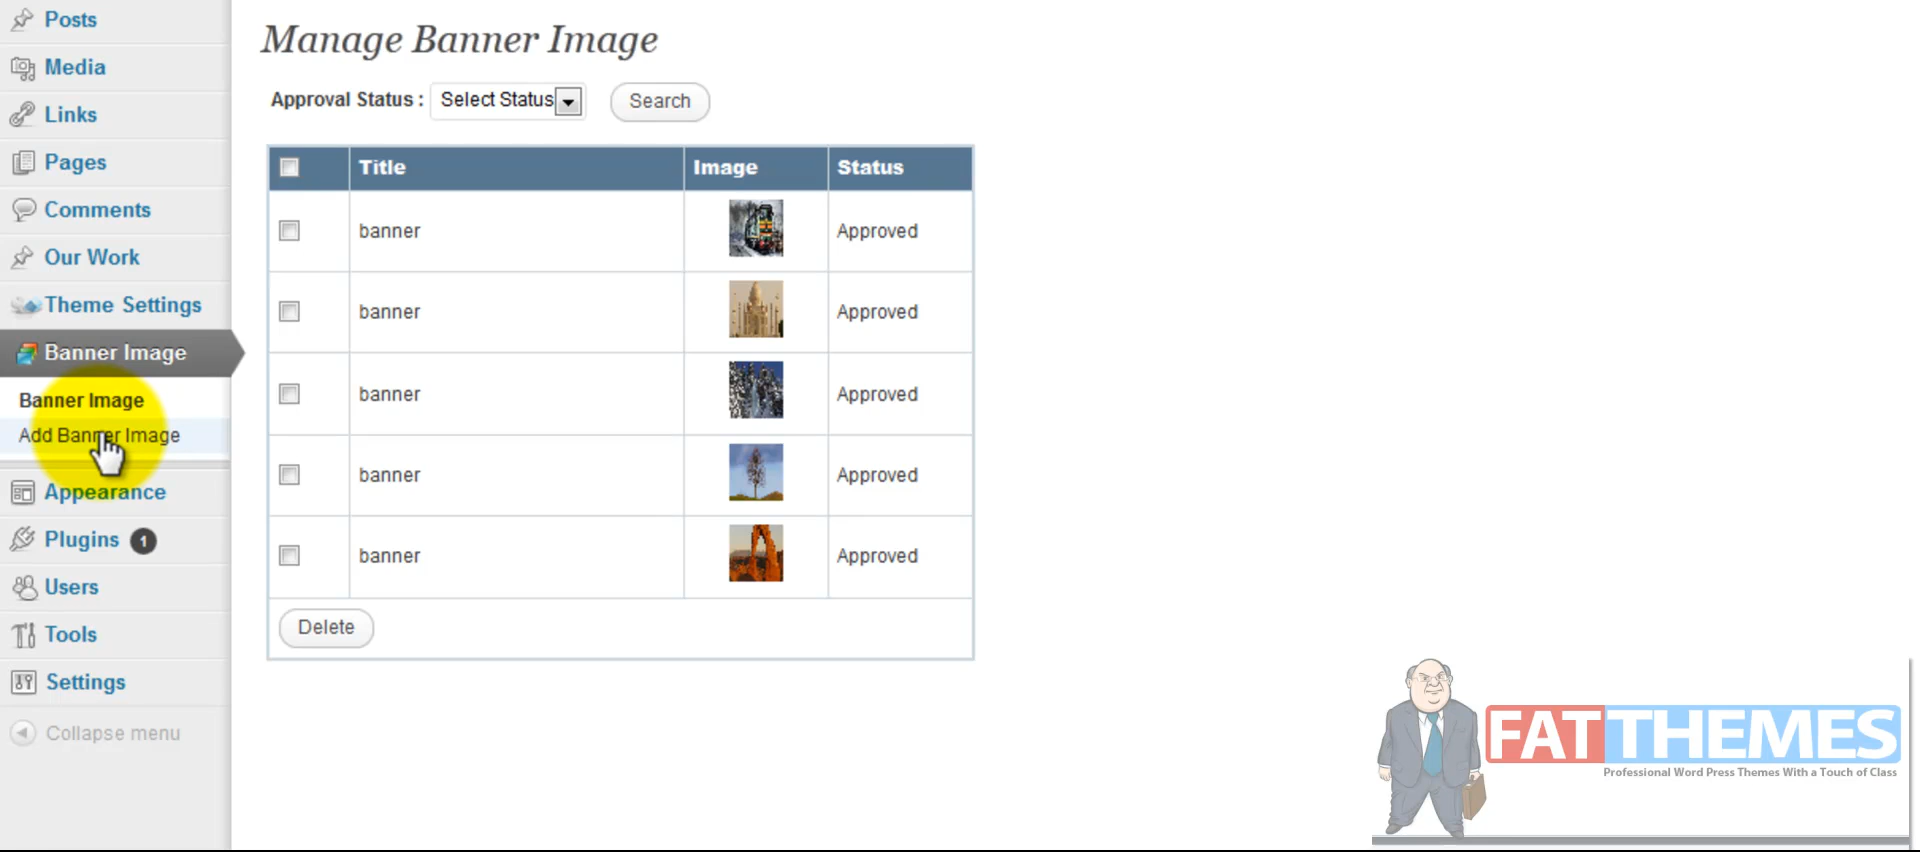 Posts
Media
Links
Pages
Comments
Our Work
Theme Settings
Banner Image
Banner Image
Add Banner Image
Appearance
Plugins 1
Users
Tools
Settings
Collapse menu
Manage Banner Image
Approval Status : Select Status Search
Title Image Status
banner Approved
banner Approved
banner Approved
banner Approved
banner Approved
Delete
FATTHEMES
Professional Word Press Themes With a Touch of Class